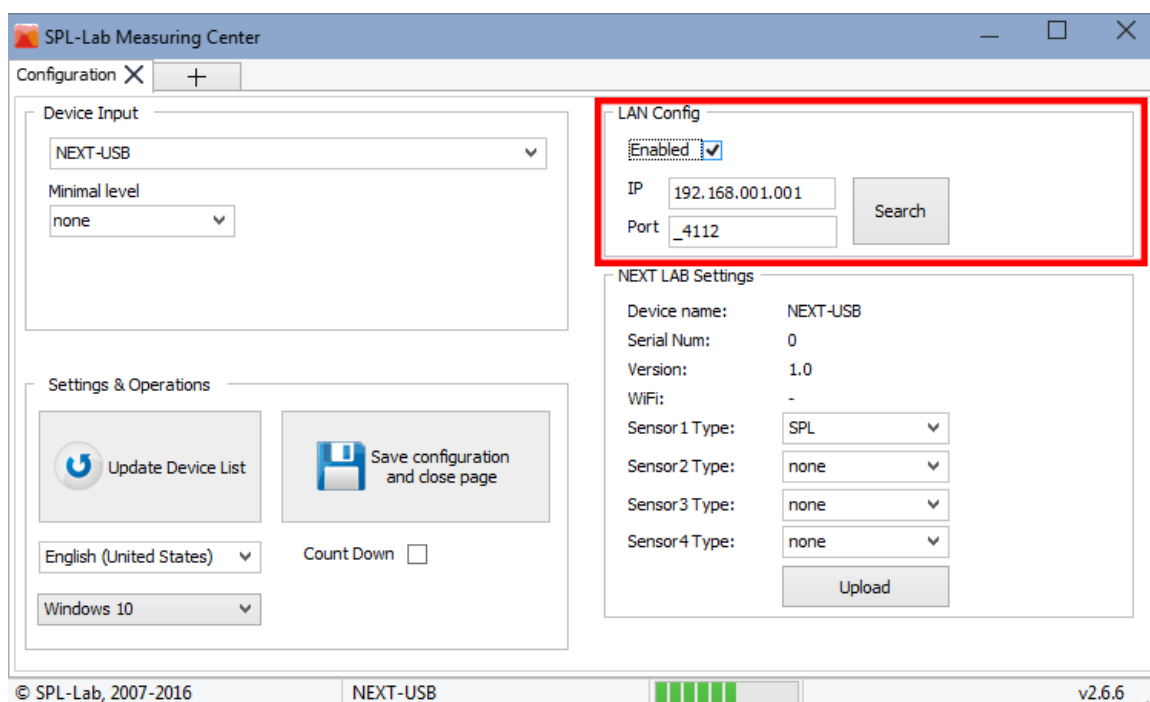 SPL-Lab Measuring Center
Configuration
Device Input
NEXT-USB
Minimal level
none
Settings & Operations
Update Device List
Save configuration
and close page
English (United States)
Count Down
Windows 10
LAN Config
Enabled
IP 192.168.001.001
Search
Port _4112
NEXT LAB Settings
Device name: NEXT-USB
Serial Num: 0
Version: 1.0
WiFi: -
Sensor1 Type: SPL
Sensor2 Type: none
Sensor3 Type: none
Sensor4 Type: none
Upload
© SPL-Lab, 2007-2016 NEXT-USB v2.6.6